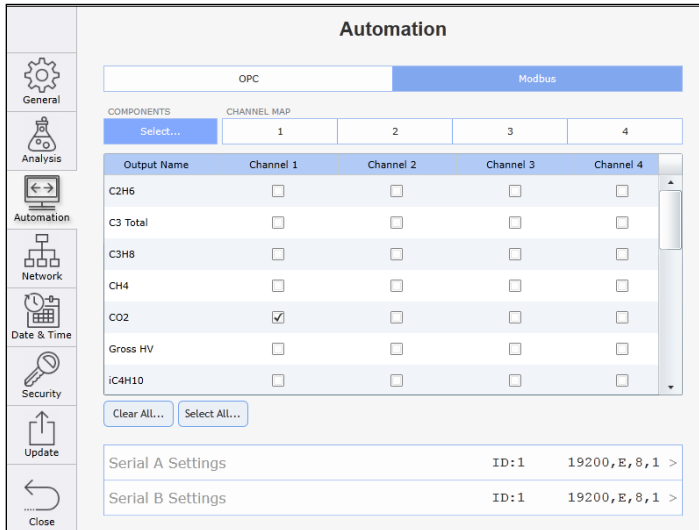 Automation
General
Analysis
Automation
Network
Date & Time
Security
Update
Close
OPC Modbus
COMPONENTS CHANNEL MAP
Select... 1 2 3 4
Output Name Channel 1 Channel 2 Channel 3 Channel 4
C2H6
C3 Total
C3H8
CH4
CO2
Gross HV
iC4H10
Clear All... Select All...
Serial A Settings ID:1 19200,E,8,1 >
Serial B Settings ID:1 19200,E,8,1 >